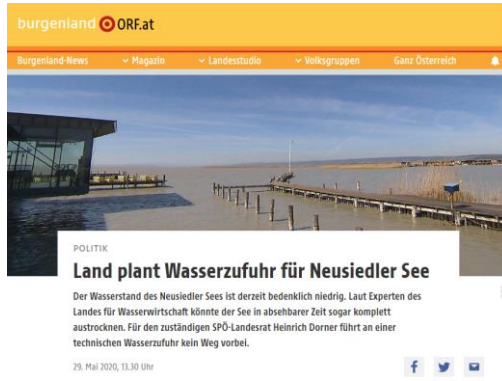 burgenland ORF.at
Burgenland-News Magazin Landesstudio Volksgruppen Ganz Österreich
POLITIK
Land plant Wasserzufuhr für Neusiedler See
Der Wasserstand des Neusiedler Sees ist derzeit bedenklich niedrig. Laut Experten des
Landes für Wasserwirtschaft könnte der See in absehbarer Zeit sogar komplett
austrocknen. Für den zuständigen SPÖ-Landesrat Heinrich Dorner führt an einer
technischen Wasserzufuhr kein Weg vorbei.
29. Mai 2020, 13.30 Uhr